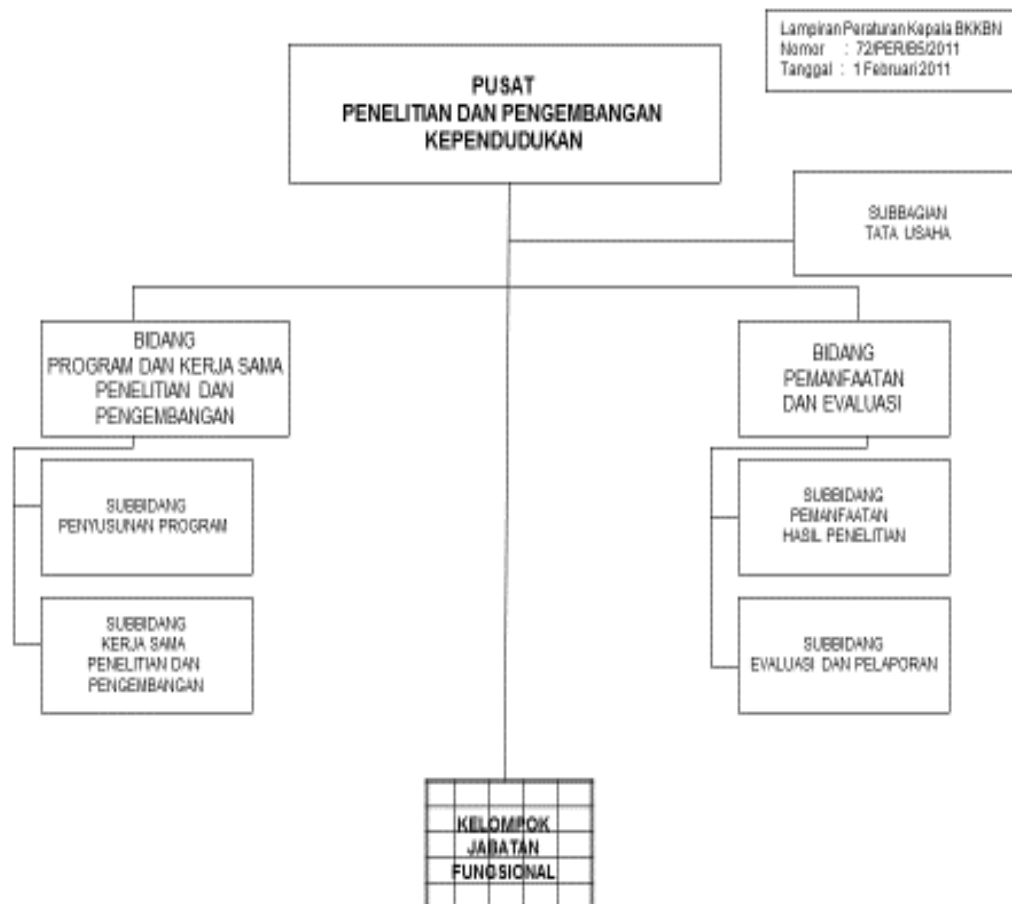 Lampiran Peraturan Kepala BKKBN
Nomor : 72/PER/B5/2011
Tanggal : 1 Februari 2011
PUSAT
PENELITIAN DAN PENGEMBANGAN
KEPENDUDUKAN
SUBBAGIAN
TATA USAHA
BIDANG
PROGRAM DAN KERJA SAMA
PENELITIAN DAN
PENGEMBANGAN
BIDANG
PEMANFAATAN
DAN EVALUASI
SUBBIDANG
PENYUSUNAN PROGRAM
SUBBIDANG
PEMANFAATAN
HASIL PENELITIAN
SUBBIDANG
KERJA SAMA
PENELITIAN DAN
PENGEMBANGAN
SUBBIDANG
EVALUASI DAN PELAPORAN
KELOMPOK
JABATAN
FUNGSIONAL